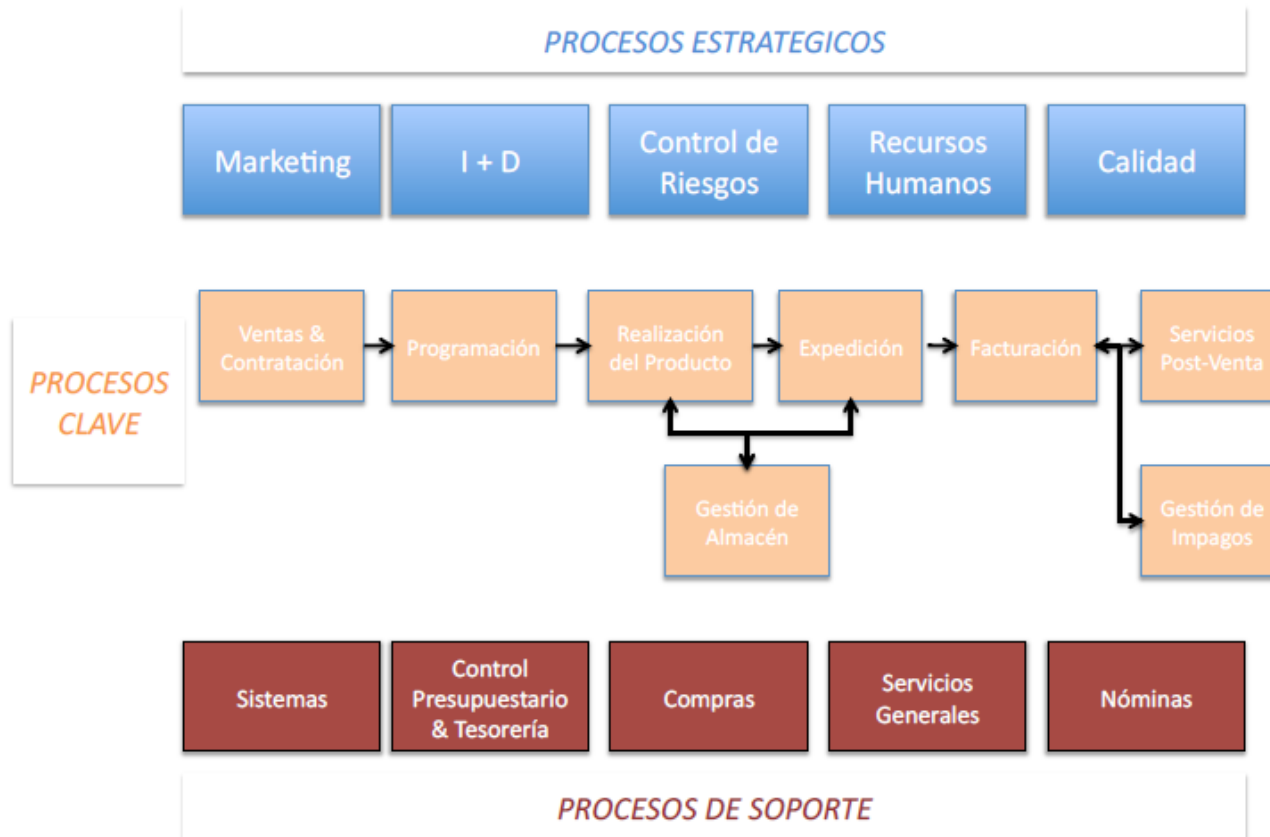 PROCESOS ESTRATEGICOS
Marketing
I + D
Control de
Riesgos
Recursos
Humanos
Calidad
PROCESOS
CLAVE
Ventas &
Contratación
Programación
Realización
del Producto
Expedición
Facturación
Servicios
Post-Venta
Gestión de
Almacén
Gestión de
Impagos
Sistemas
Control
Presupuestario
& Tesorería
Compras
Servicios
Generales
Nóminas
PROCESOS DE SOPORTE